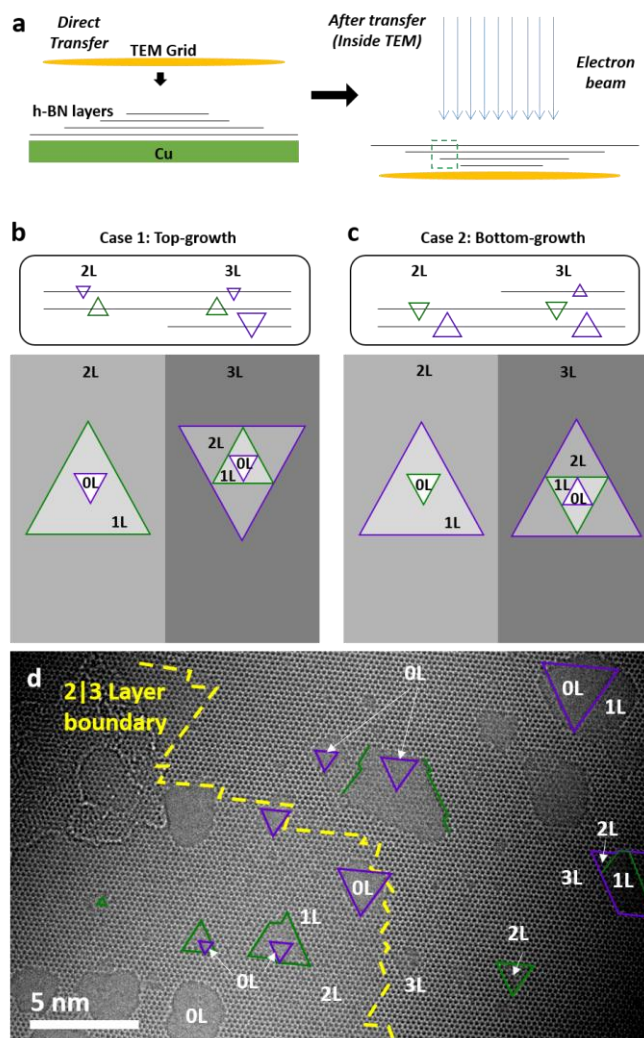 a
Direct
Transfer
TEM Grid
h-BN layers
Cu
After transfer
(Inside TEM)
Electron
beam
b
Case 1: Top-growth
2L
3L
2L
3L
0L
1L
2L
0L
1L
c
Case 2: Bottom-growth
2L
3L
2L
3L
0L
1L
2L
1L
0L
d
2|3 Layer
boundary
0L
0L
1L
2L
3L
1L
0L
1L
0L
2L
3L
2L
0L
5 nm